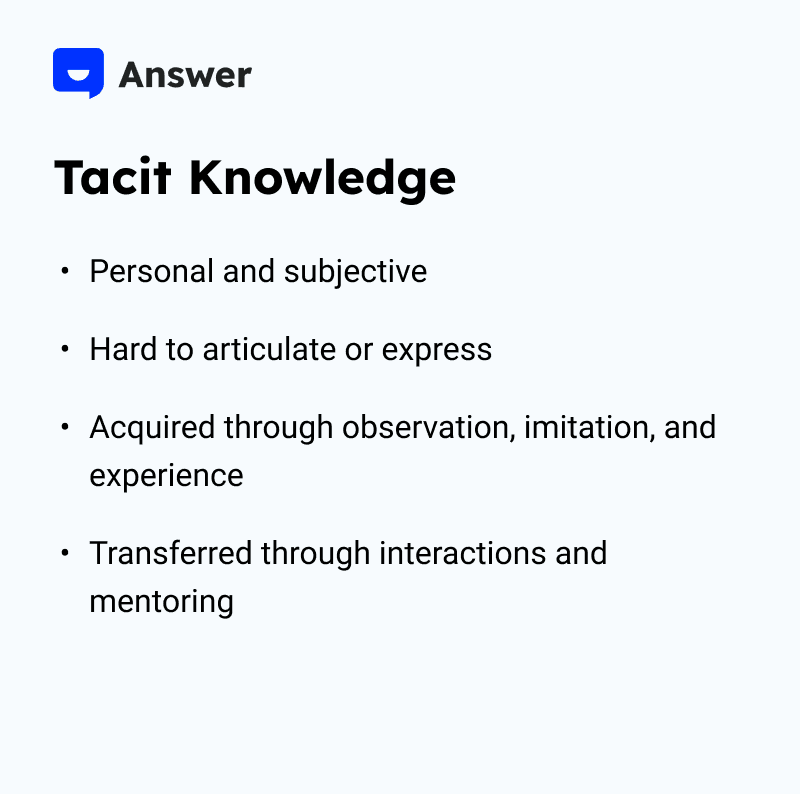 Answer
Tacit Knowledge
• Personal and subjective
• Hard to articulate or express
• Acquired through observation, imitation, and
experience
• Transferred through interactions and
mentoring